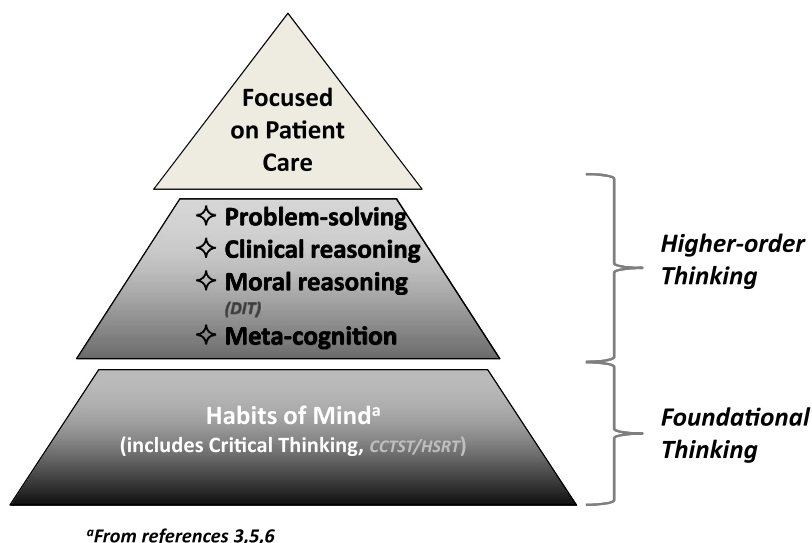 Focused
on Patient
Care
✧ Problem-solving
✧ Clinical reasoning
✧ Moral reasoning
(DIT)
✧ Meta-cognition
Higher-order
Thinking
Habits of Mindᵃ
(includes Critical Thinking, CCTST/HSRT)
Foundational
Thinking
ᵃFrom references 3,5,6